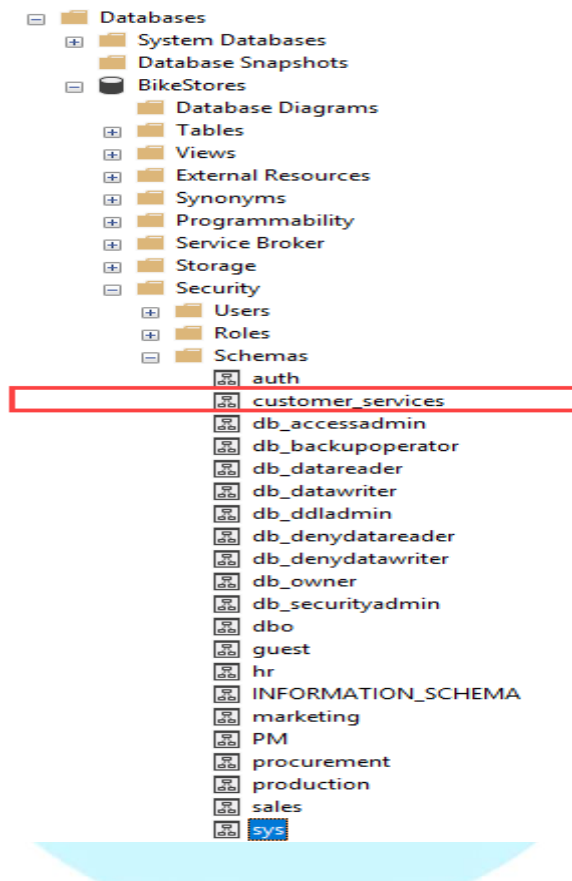 Databases
System Databases
Database Snapshots
BikeStores
Database Diagrams
Tables
Views
External Resources
Synonyms
Programmability
Service Broker
Storage
Security
Users
Roles
Schemas
auth
customer_services
db_accessadmin
db_backupoperator
db_datareader
db_datawriter
db_ddladmin
db_denydatareader
db_denydatawriter
db_owner
db_securityadmin
dbo
guest
hr
INFORMATION_SCHEMA
marketing
PM
procurement
production
sales
sys